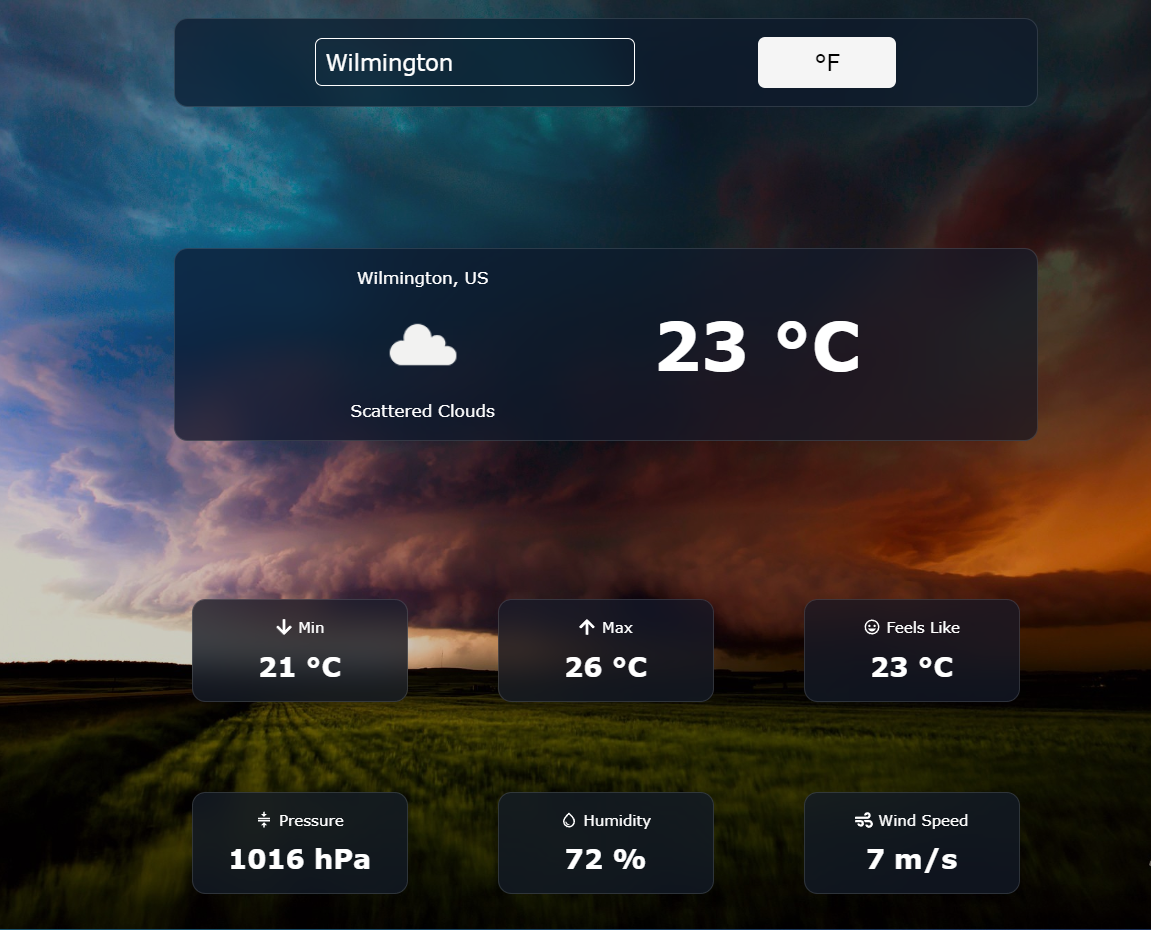 Wilmington
°F
Wilmington, US
23 °C
Scattered Clouds
Min
Max
Feels Like
21 °C
26 °C
23 °C
Pressure
Humidity
Wind Speed
1016 hPa
72 %
7 m/s